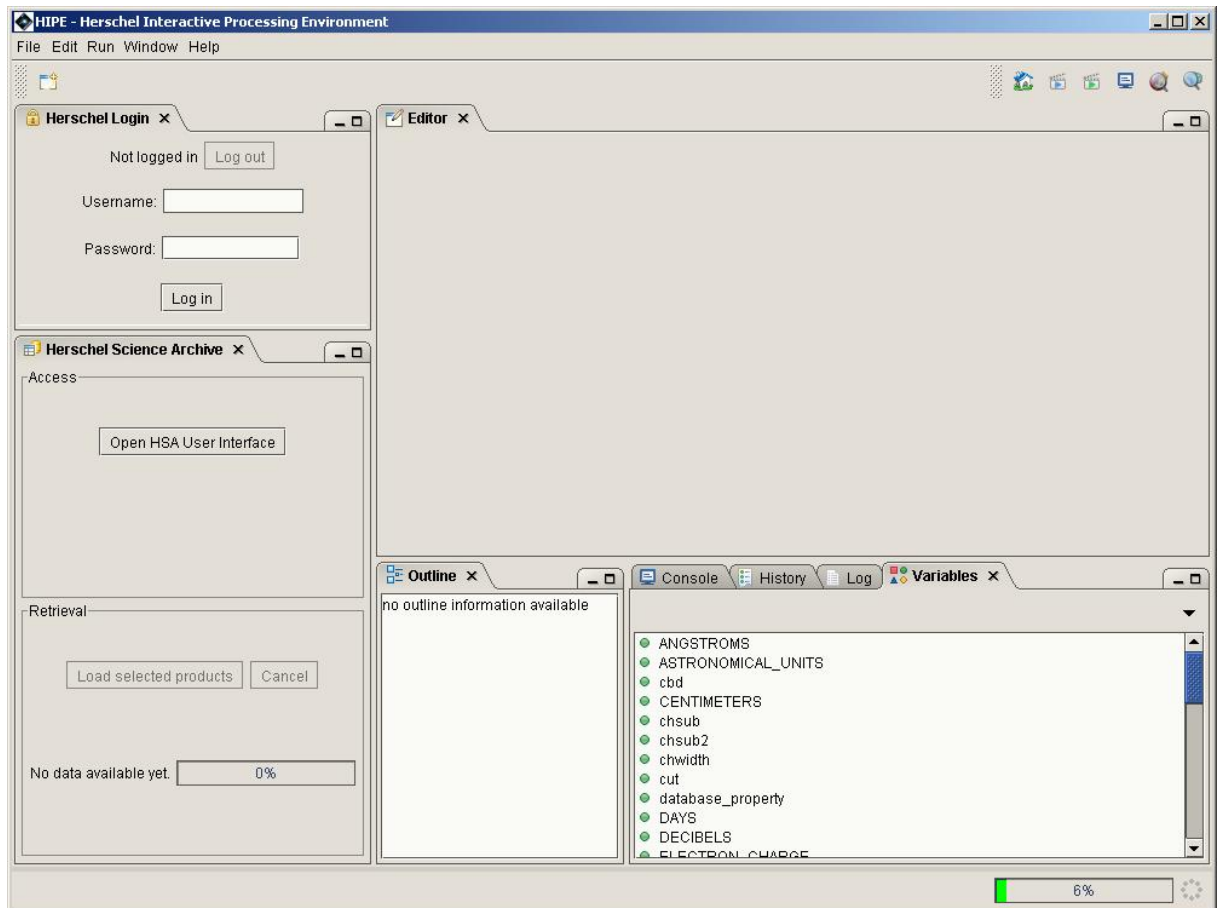 HIPE - Herschel Interactive Processing Environment
File Edit Run Window Help
Herschel Login
Not logged in Log out
Username:
Password:
Log in
Herschel Science Archive
Access
Open HSA User Interface
Retrieval
Load selected products Cancel
No data available yet. 0%
Editor
Outline
no outline information available
Console History Log Variables
ANGSTROMS
ASTRONOMICAL_UNITS
cbd
CENTIMETERS
chsub
chsub2
chwidth
cut
database_property
DAYS
DECIBELS
ELECTRON_CHARGE
6%